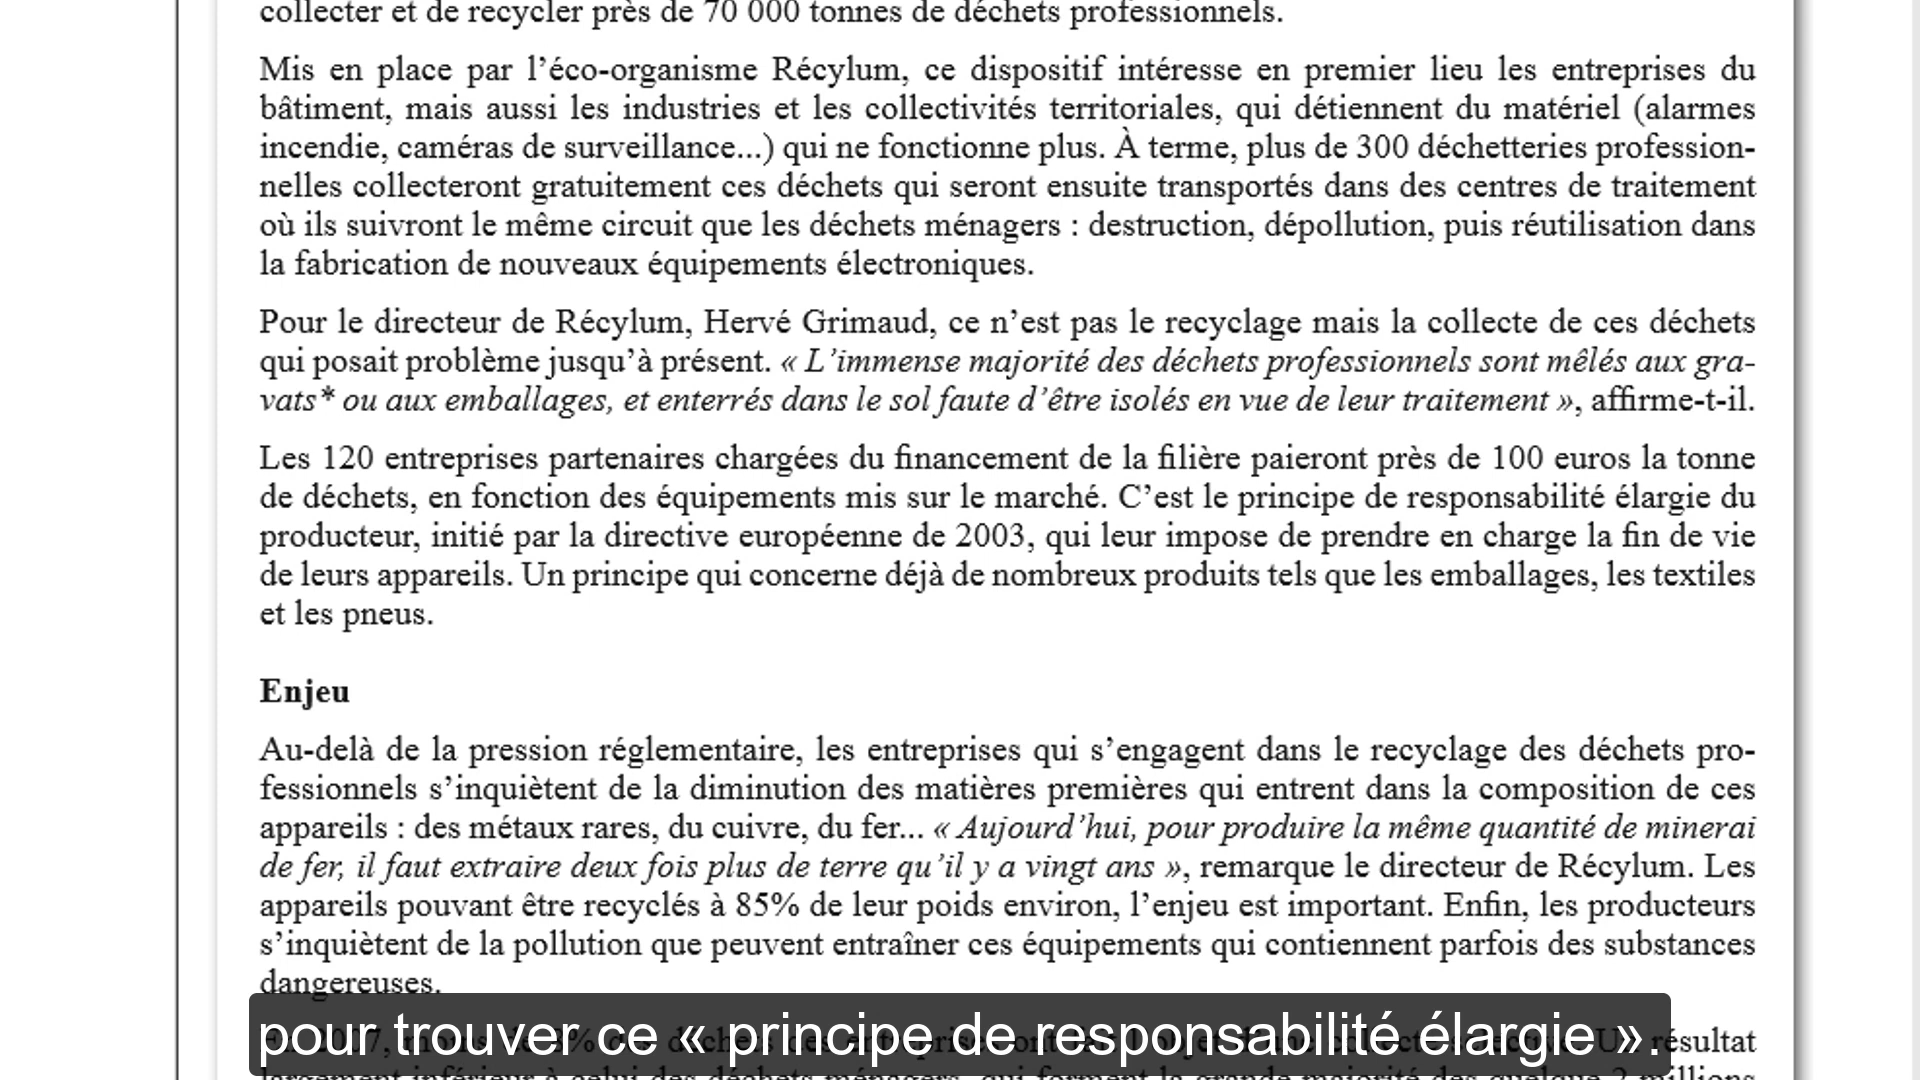 collecter et de recycler près de 70 000 tonnes de déchets professionnels.
Mis en place par l’éco-organisme Récylum, ce dispositif intéresse en premier lieu les entreprises du
bâtiment, mais aussi les industries et les collectivités territoriales, qui détiennent du matériel (alarmes
incendie, caméras de surveillance...) qui ne fonctionne plus. À terme, plus de 300 déchetteries profession-
nelles collecteront gratuitement ces déchets qui seront ensuite transportés dans des centres de traitement
où ils suivront le même circuit que les déchets ménagers : destruction, dépollution, puis réutilisation dans
la fabrication de nouveaux équipements électroniques.
Pour le directeur de Récylum, Hervé Grimaud, ce n’est pas le recyclage mais la collecte de ces déchets
qui posait problème jusqu’à présent. « L’immense majorité des déchets professionnels sont mêlés aux gra-
vats* ou aux emballages, et enterrés dans le sol faute d’être isolés en vue de leur traitement », affirme-t-il.
Les 120 entreprises partenaires chargées du financement de la filière paieront près de 100 euros la tonne
de déchets, en fonction des équipements mis sur le marché. C’est le principe de responsabilité élargie du
producteur, initié par la directive européenne de 2003, qui leur impose de prendre en charge la fin de vie
de leurs appareils. Un principe qui concerne déjà de nombreux produits tels que les emballages, les textiles
et les pneus.
Enjeu
Au-delà de la pression réglementaire, les entreprises qui s’engagent dans le recyclage des déchets pro-
fessionnels s’inquiètent de la diminution des matières premières qui entrent dans la composition de ces
appareils : des métaux rares, du cuivre, du fer... « Aujourd’hui, pour produire la même quantité de minerai
de fer, il faut extraire deux fois plus de terre qu’il y a vingt ans », remarque le directeur de Récylum. Les
appareils pouvant être recyclés à 85% de leur poids environ, l’enjeu est important. Enfin, les producteurs
s’inquiètent de la pollution que peuvent entraîner ces équipements qui contiennent parfois des substances
dangereuses.
résultat
pour trouver ce « principe de responsabilité élargie ».